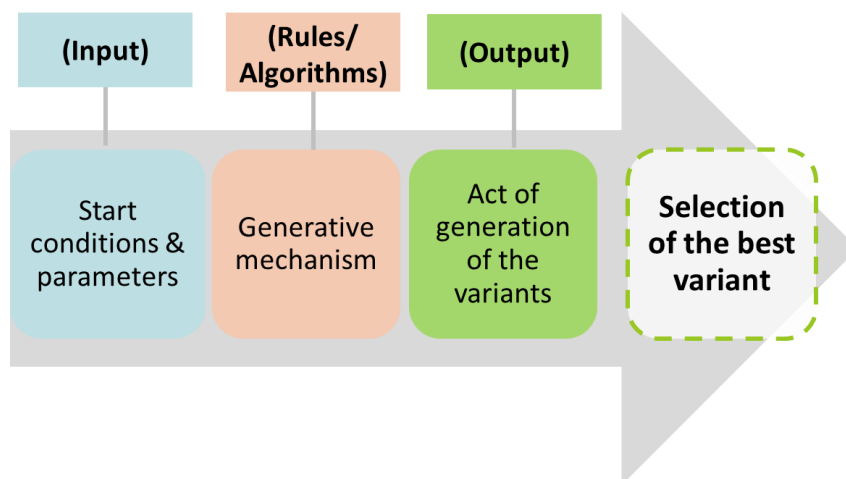 (Input)
(Rules/
Algorithms)
(Output)
Start
conditions &
parameters
Generative
mechanism
Act of
generation
of the
variants
Selection
of the best
variant